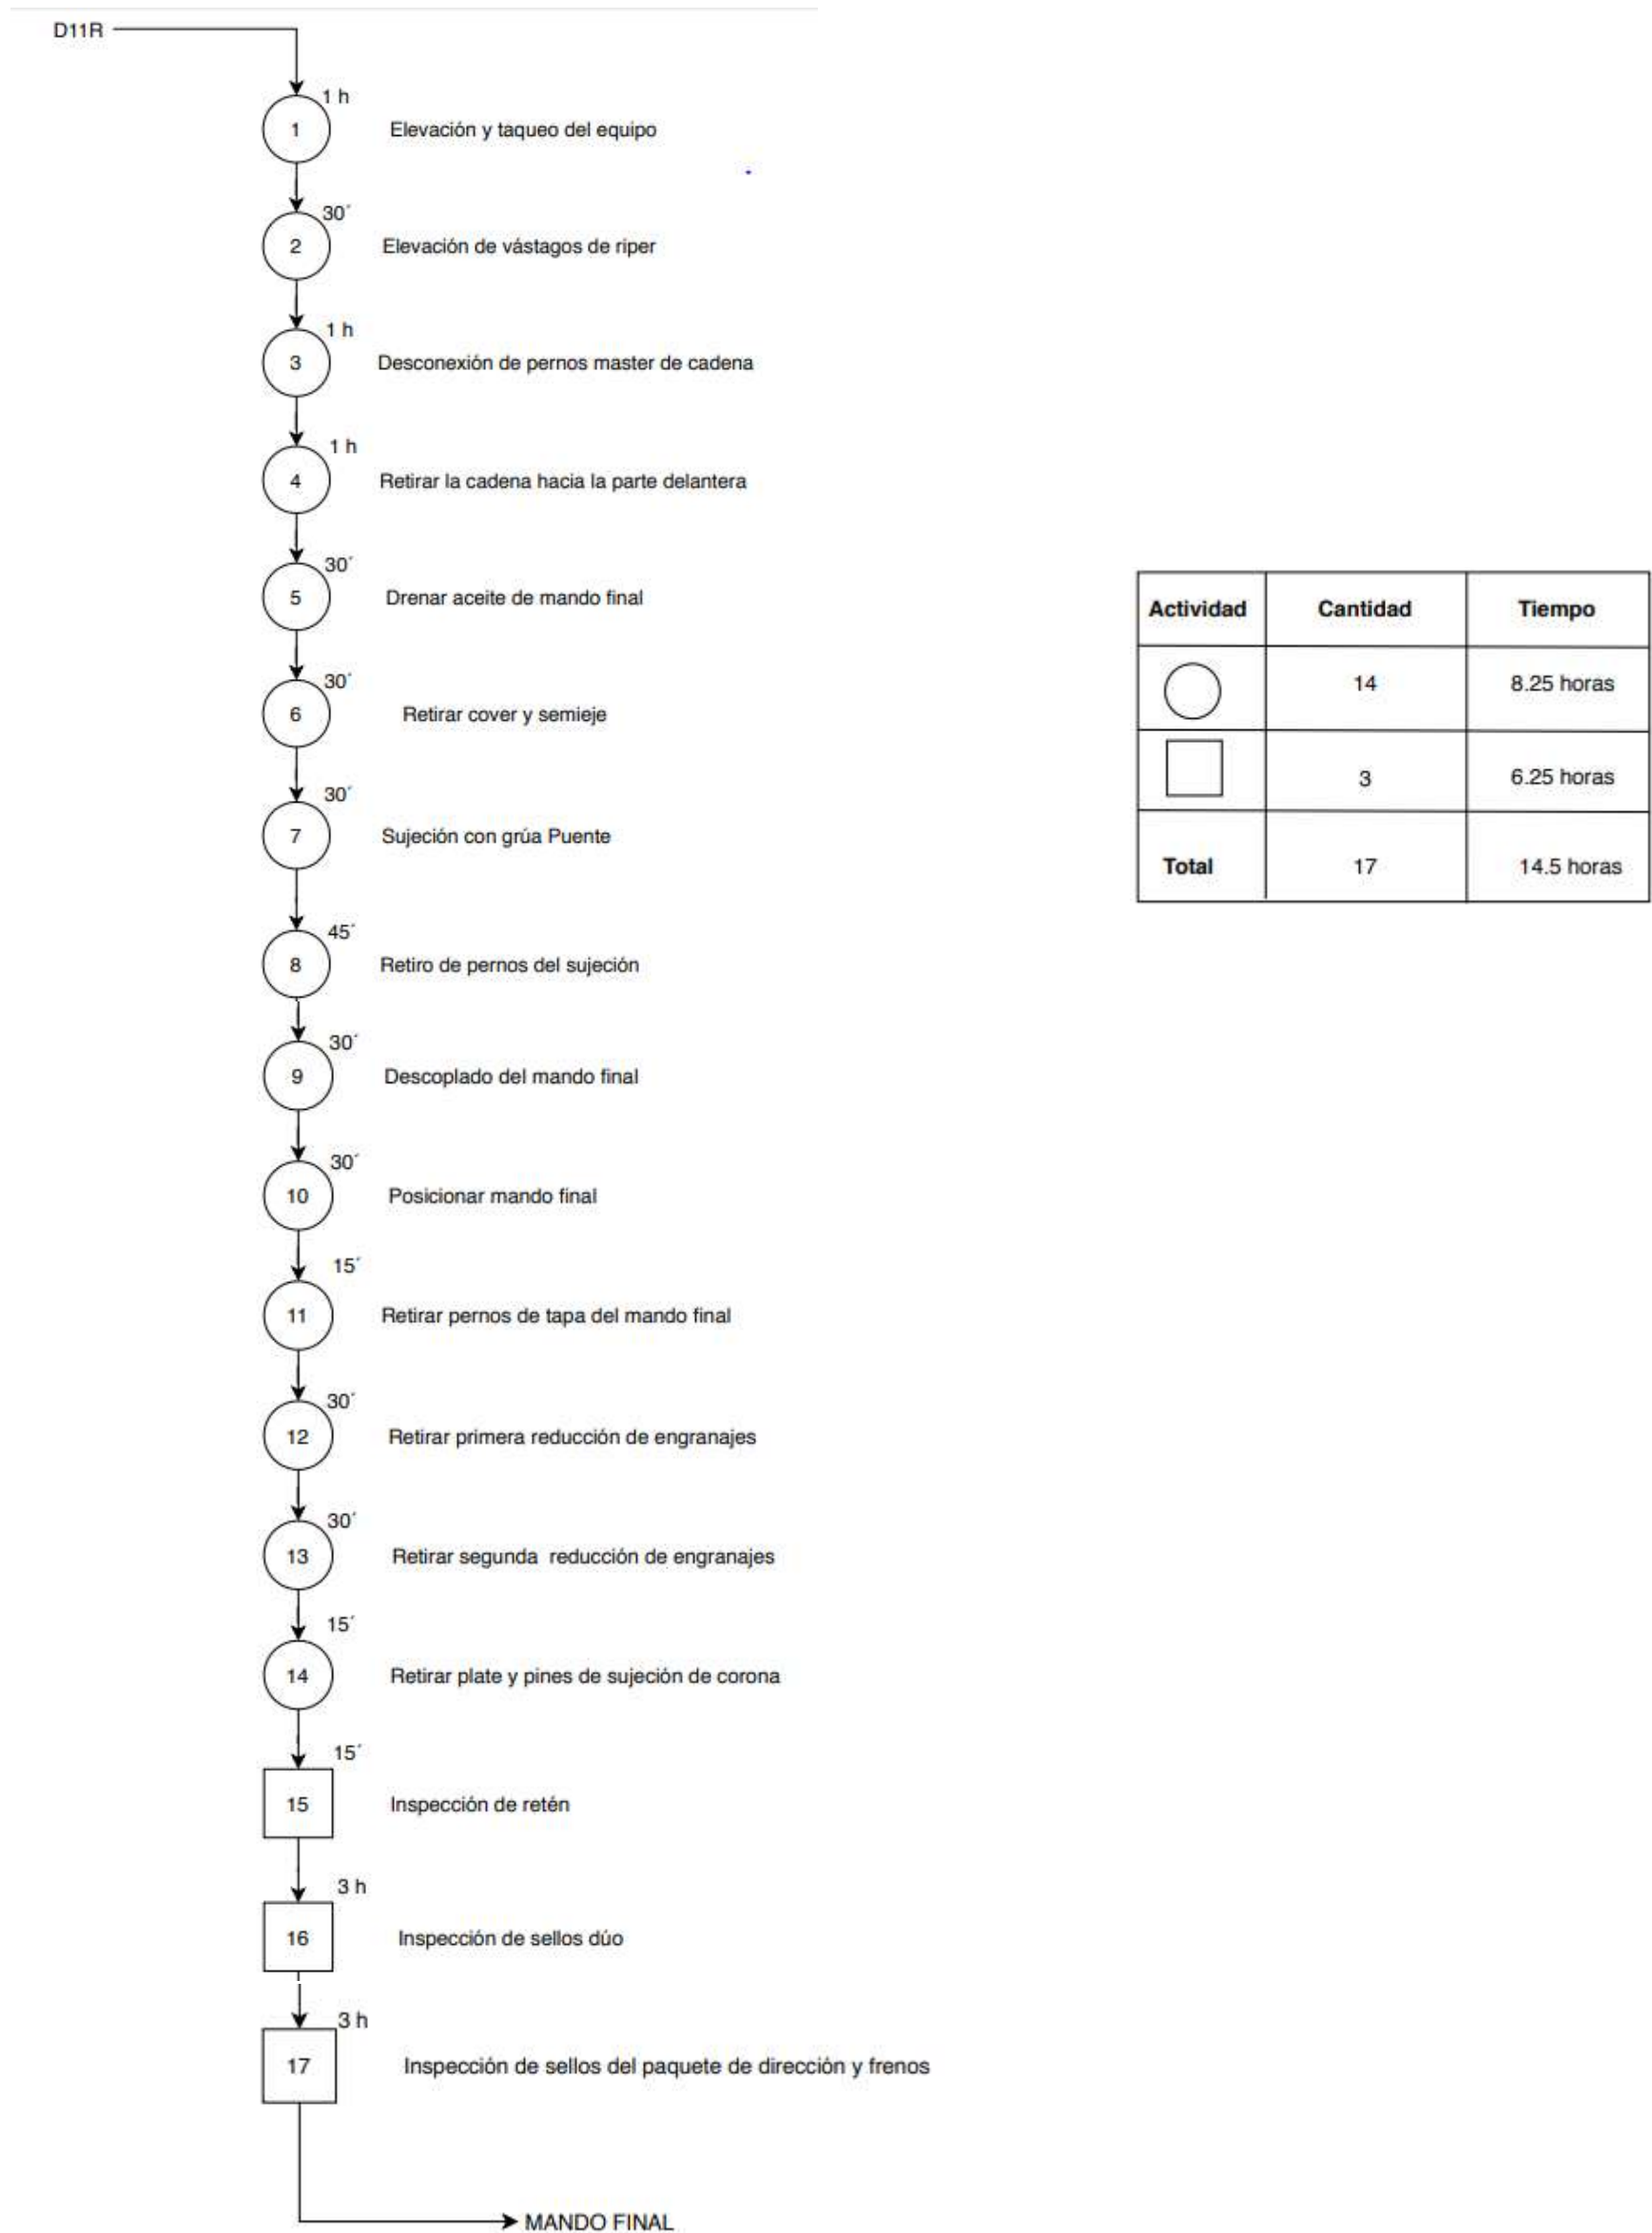 D11R
1 h
1
Elevación y taqueo del equipo
30´
2
Elevación de vástagos de riper
1 h
3
Desconexión de pernos master de cadena
1 h
4
Retirar la cadena hacia la parte delantera
30´
5
Drenar aceite de mando final
30´
6
Retirar cover y semieje
30´
7
Sujeción con grúa Puente
45´
8
Retiro de pernos del sujeción
30´
9
Descoplado del mando final
30´
10
Posicionar mando final
15´
11
Retirar pernos de tapa del mando final
30´
12
Retirar primera reducción de engranajes
30´
13
Retirar segunda reducción de engranajes
15´
14
Retirar plate y pines de sujeción de corona
15´
15
Inspección de retén
3 h
16
Inspección de sellos dúo
3 h
17
Inspección de sellos del paquete de dirección y frenos
MANDO FINAL
Actividad Cantidad Tiempo
14 8.25 horas
3 6.25 horas
Total 17 14.5 horas